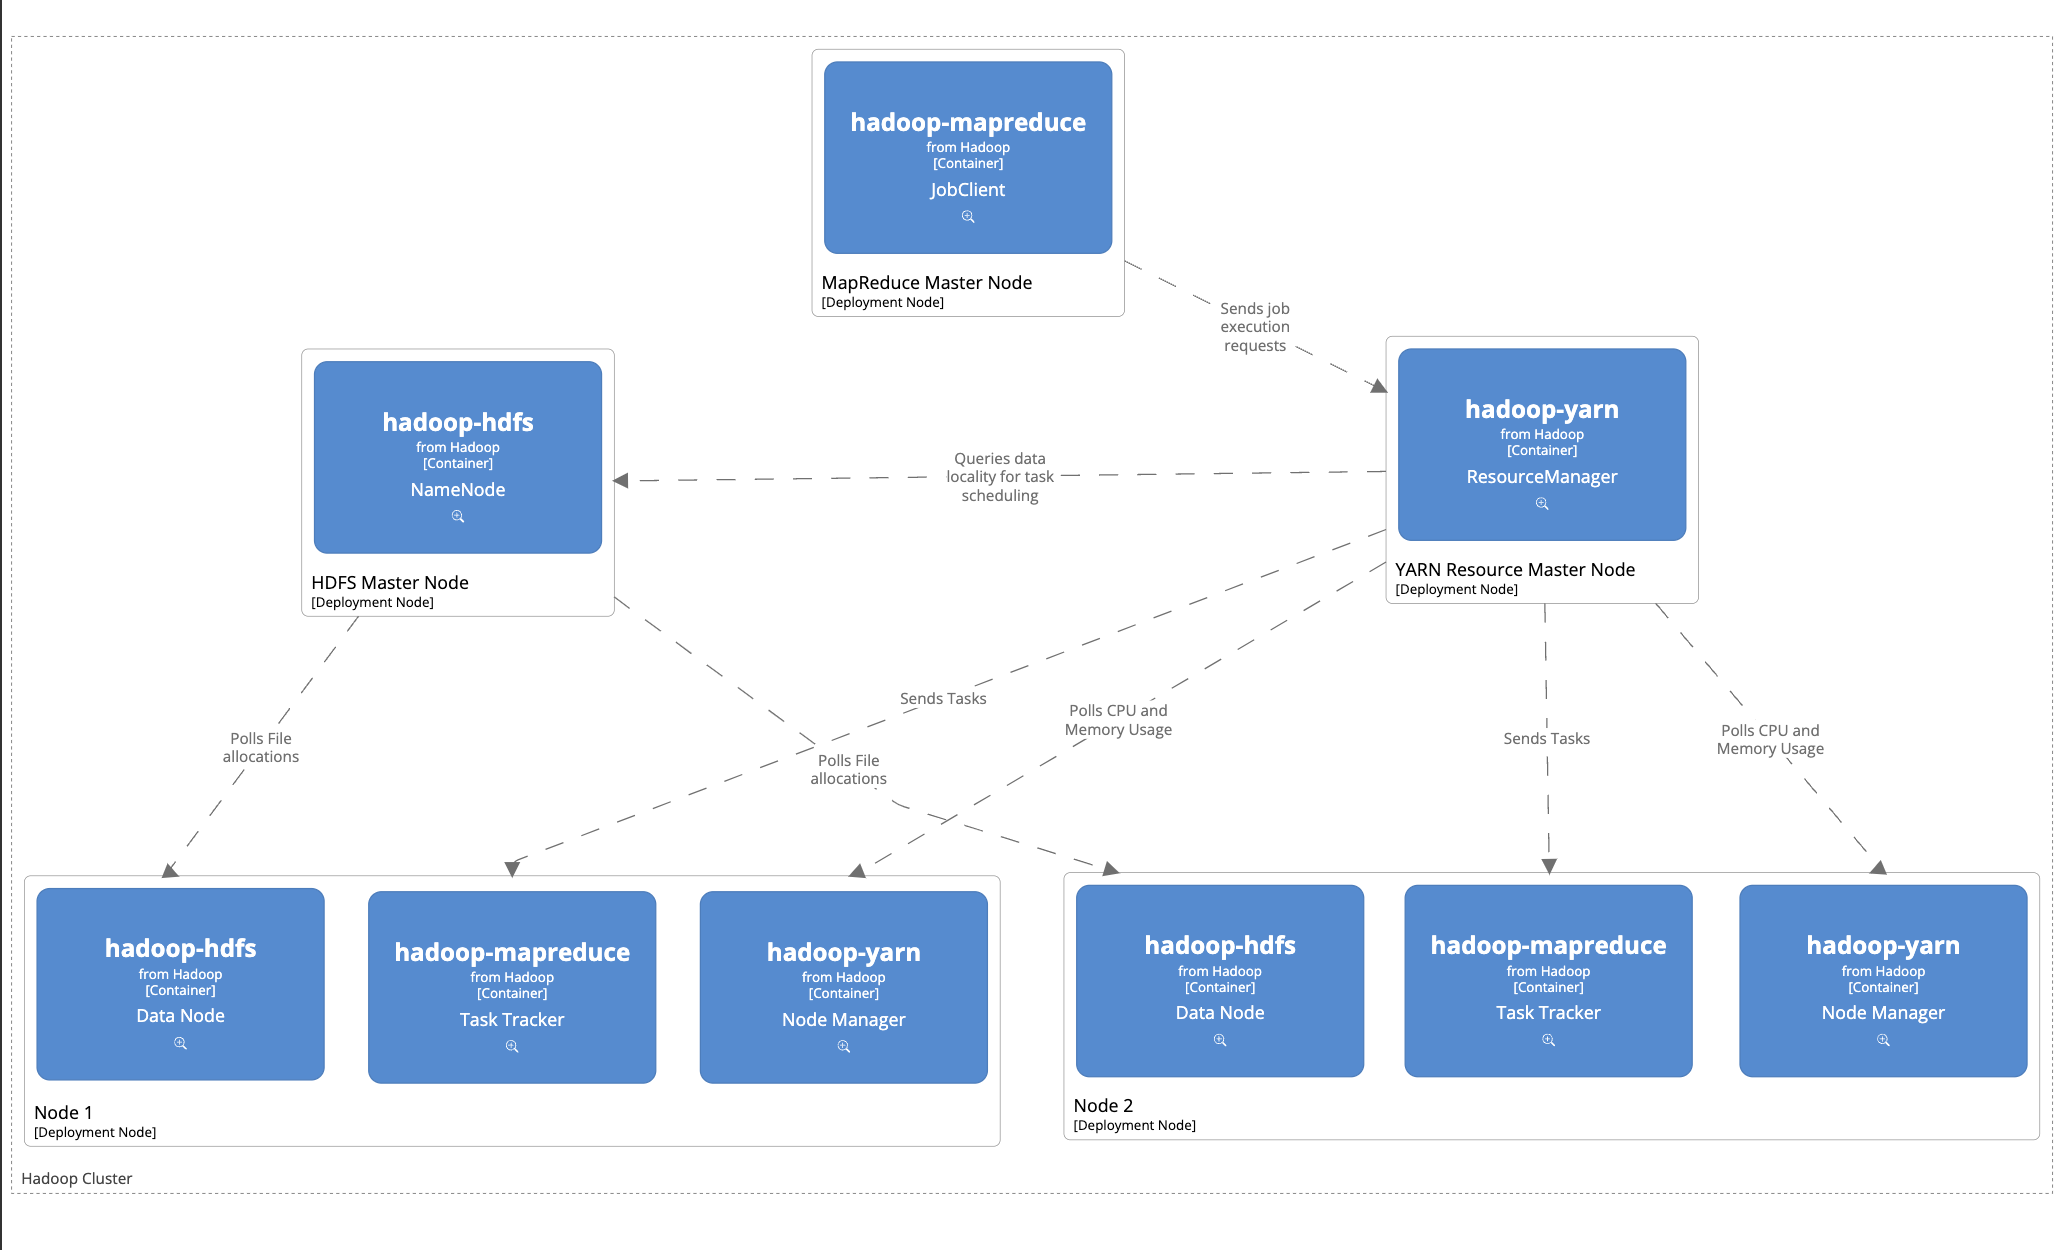 hadoop-mapreduce
from Hadoop
[Container]
JobClient
MapReduce Master Node
[Deployment Node]
Sends job
execution
requests
hadoop-hdfs
from Hadoop
[Container]
NameNode
HDFS Master Node
[Deployment Node]
Queries data
locality for task
scheduling
hadoop-yarn
from Hadoop
[Container]
ResourceManager
YARN Resource Master Node
[Deployment Node]
Polls File
allocations
Sends Tasks
Polls File
allocations
Polls CPU and
Memory Usage
Sends Tasks
Polls CPU and
Memory Usage
hadoop-hdfs
from Hadoop
[Container]
Data Node
hadoop-mapreduce
from Hadoop
[Container]
Task Tracker
hadoop-yarn
from Hadoop
[Container]
Node Manager
Node 1
[Deployment Node]
hadoop-hdfs
from Hadoop
[Container]
Data Node
hadoop-mapreduce
from Hadoop
[Container]
Task Tracker
hadoop-yarn
from Hadoop
[Container]
Node Manager
Node 2
[Deployment Node]
Hadoop Cluster